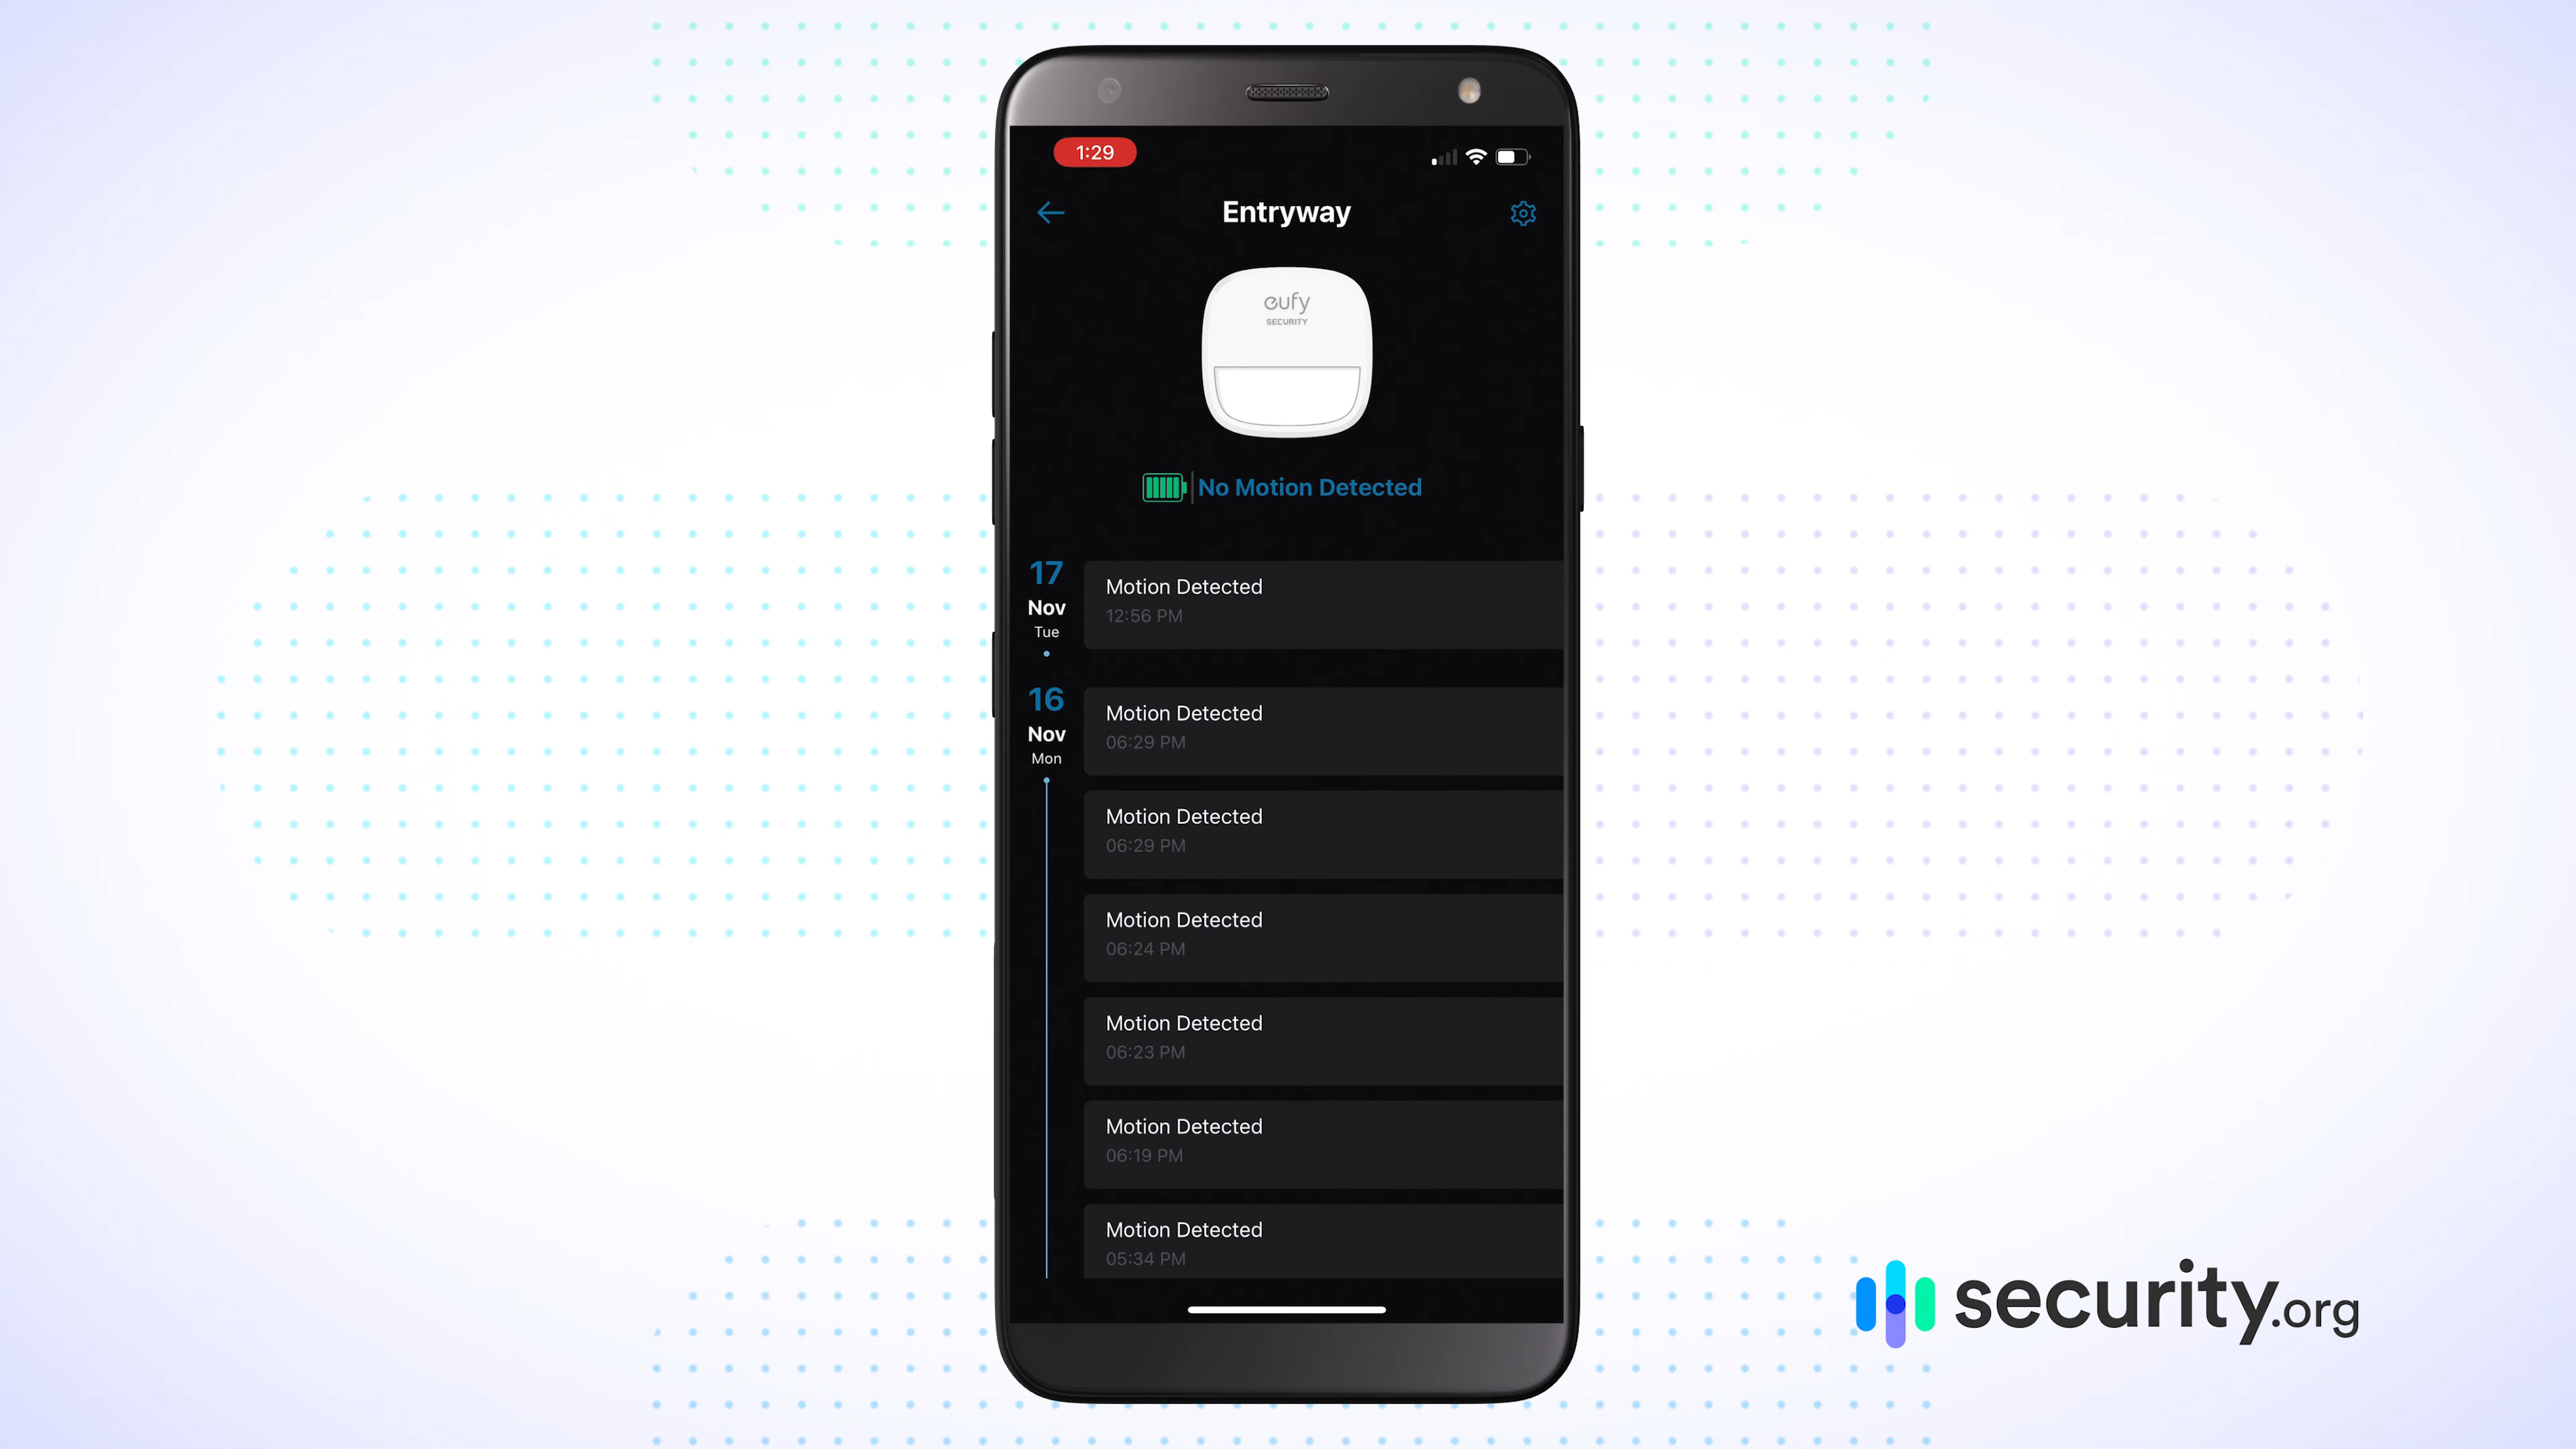 1:29
Entryway
eufy
SECURITY
No Motion Detected
17
Nov
Tue
Motion Detected
12:56 PM
16
Nov
Mon
Motion Detected
06:29 PM
Motion Detected
06:29 PM
Motion Detected
06:24 PM
Motion Detected
06:23 PM
Motion Detected
06:19 PM
Motion Detected
05:34 PM
security.org